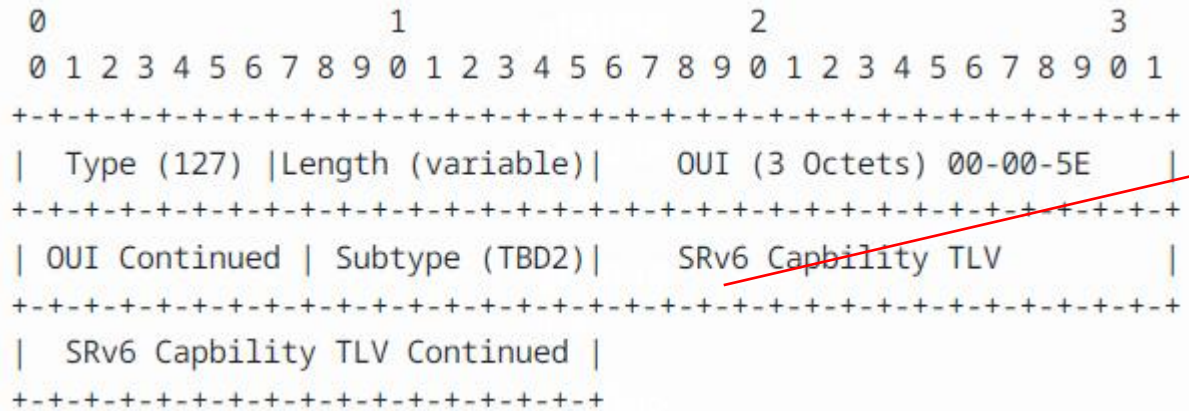 0                   1                   2                   3
0 1 2 3 4 5 6 7 8 9 0 1 2 3 4 5 6 7 8 9 0 1 2 3 4 5 6 7 8 9 0 1
+-+-+-+-+-+-+-+-+-+-+-+-+-+-+-+-+-+-+-+-+-+-+-+-+-+-+-+-+-+-+-+-+
|  Type (127) |Length (variable)|    OUI (3 Octets) 00-00-5E    |
+-+-+-+-+-+-+-+-+-+-+-+-+-+-+-+-+-+-+-+-+-+-+-+-+-+-+-+-+-+-+-+-+
| OUI Continued | Subtype (TBD2)|    SRv6 Capbility TLV         |
+-+-+-+-+-+-+-+-+-+-+-+-+-+-+-+-+-+-+-+-+-+-+-+-+-+-+-+-+-+-+-+-+
|  SRv6 Capbility TLV Continued |
+-+-+-+-+-+-+-+-+-+-+-+-+-+-+-+-+